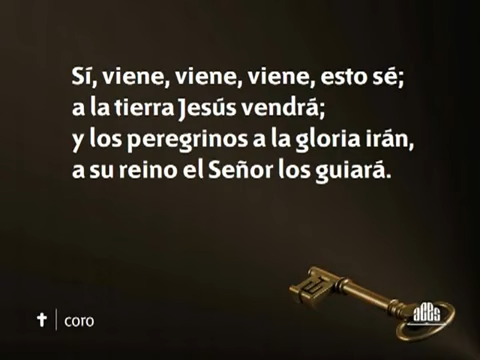 Sí, viene, viene, viene, esto sé;
a la tierra Jesús vendrá;
y los peregrinos a la gloria irán,
a su reino el Señor los guiará.
coro
aces